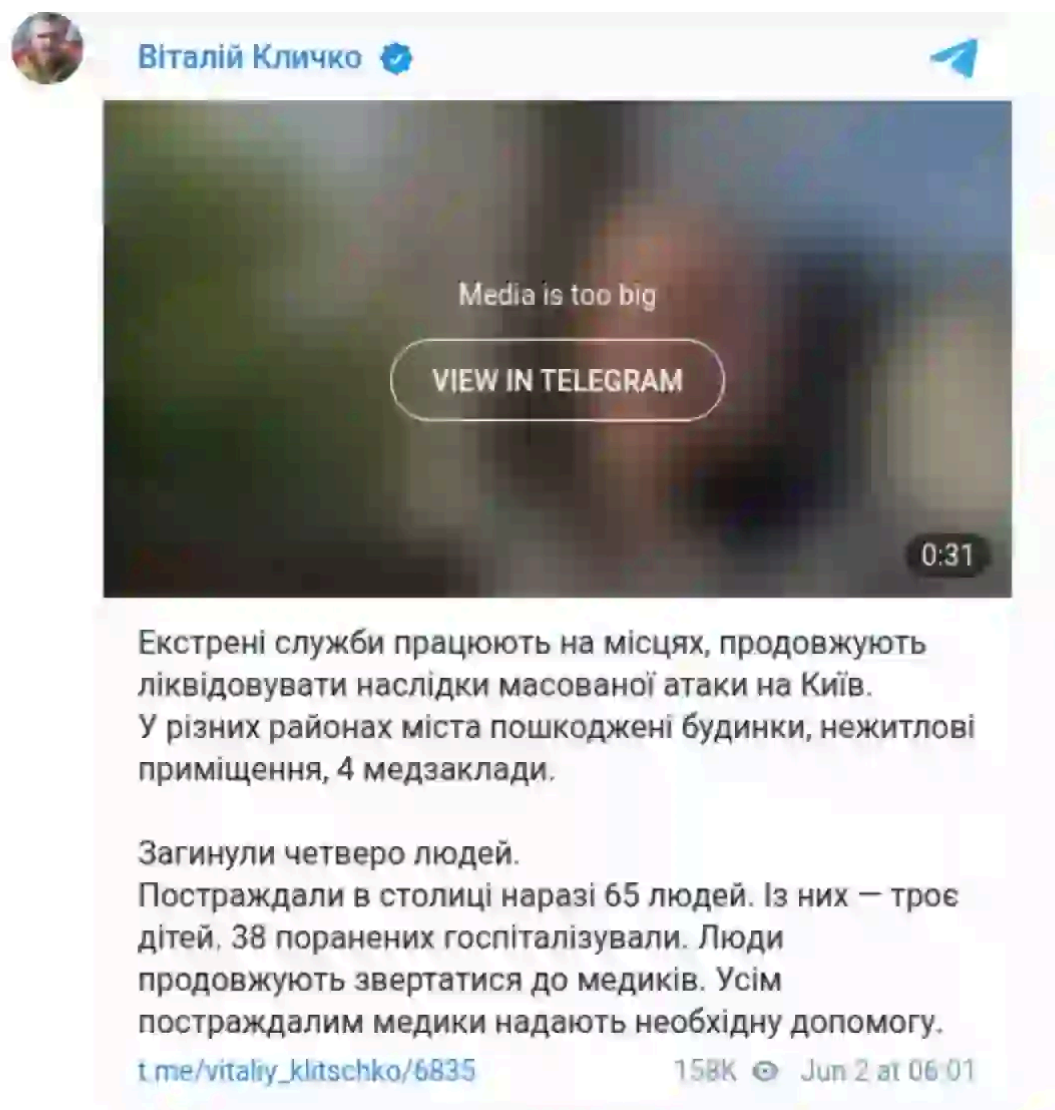 Віталій Кличко
Media is too big
VIEW IN TELEGRAM
0:31
Екстрені служби працюють на місцях, продовжують
ліквідовувати наслідки масованої атаки на Київ.
У різних районах міста пошкоджені будинки, нежитлові
приміщення, 4 медзаклади.
Загинули четверо людей.
Постраждали в столиці наразі 65 людей. Із них — троє
дітей. 38 поранених госпіталізували. Люди
продовжують звертатися до медиків. Усім
постраждалим медики надають необхідну допомогу.
t.me/vitaliy_klitschko/6835 158K Jun 2 at 06:01